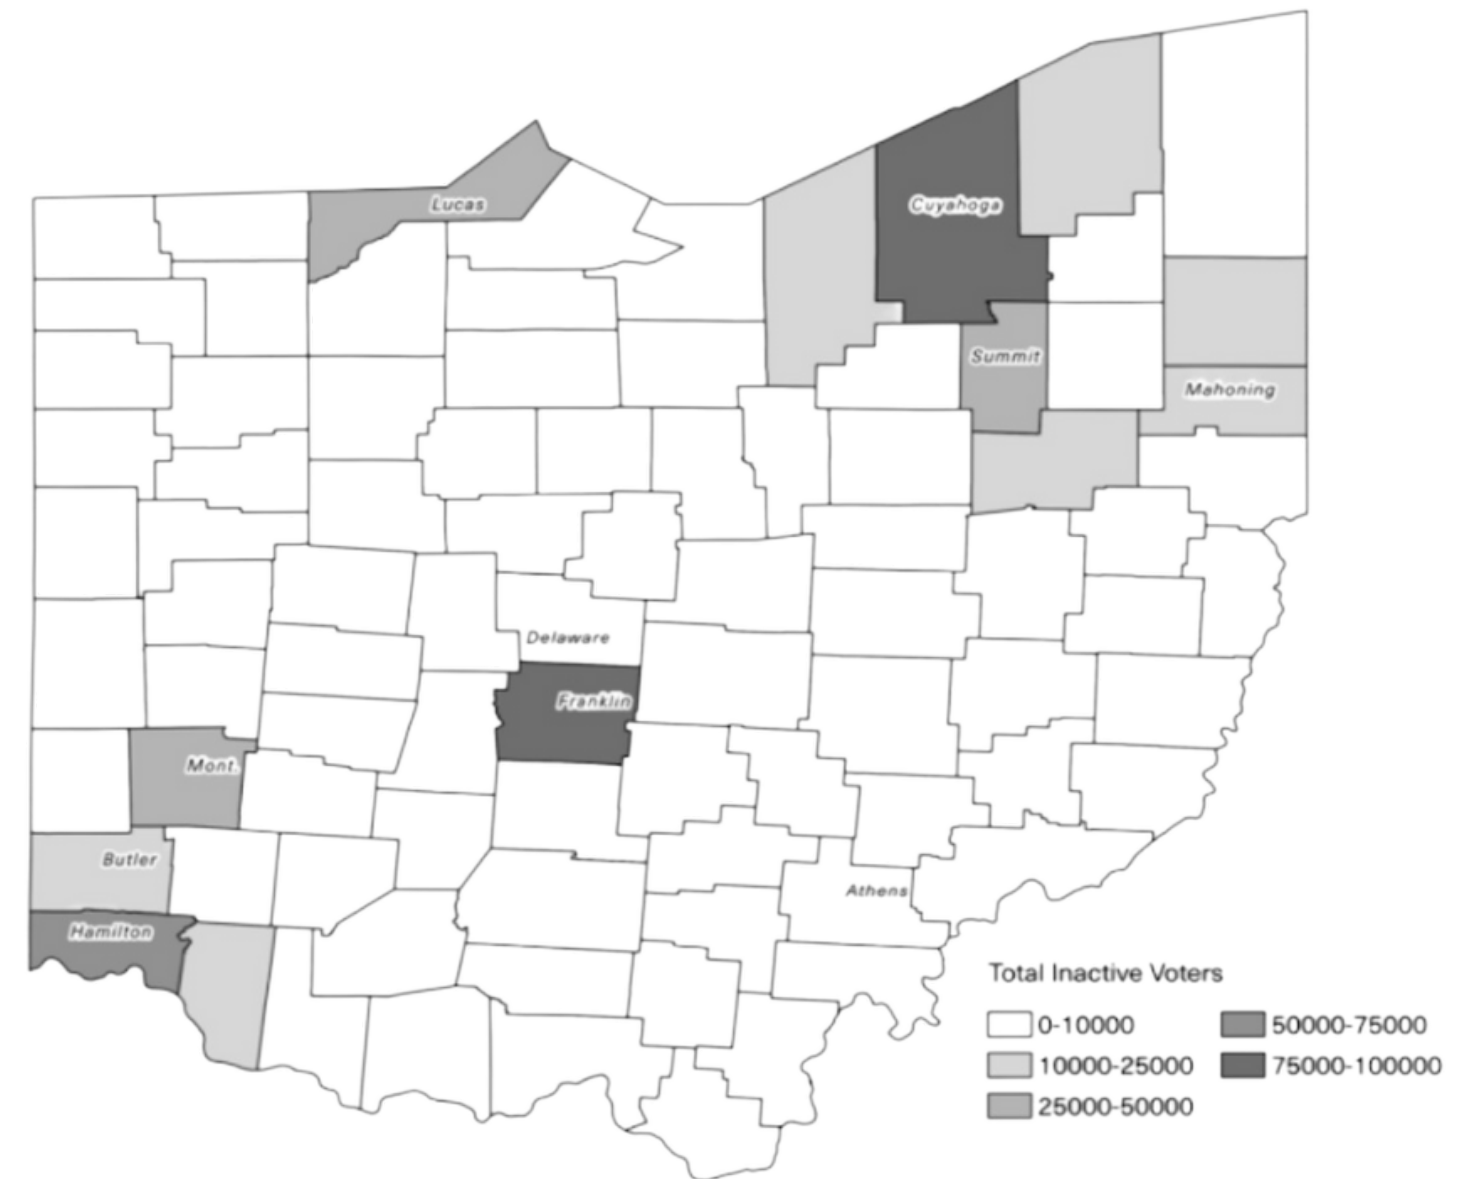 Lucas
Cuyahoga
Summit
Mahoning
Delaware
Franklin
Mont.
Butler
Athens
Hamilton
Total Inactive Voters
0-10000
50000-75000
10000-25000
75000-100000
25000-50000